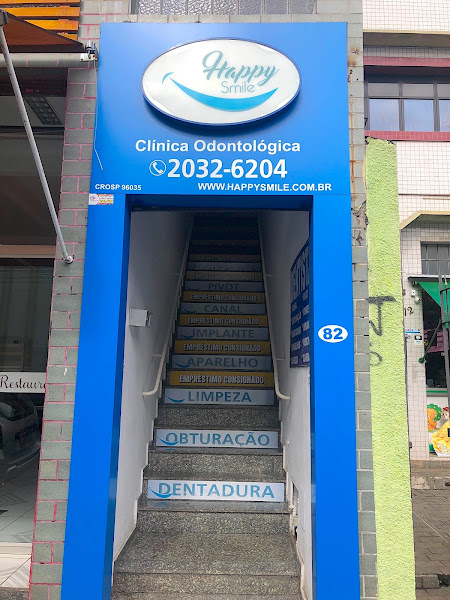 Happy
Smile
Clínica Odontológica
2032-6204
CROSP 96035
WWW.HAPPYSMILE.COM.BR
82
PIVOT
EMPRÉSTIMO CONSIGNADO
CANAL
EMPRÉSTIMO CONSIGNADO
IMPLANTE
EMPRÉSTIMO CONSIGNADO
APARELHO
EMPRÉSTIMO CONSIGNADO
LIMPEZA
OBTURAÇÃO
DENTADURA
Restaura